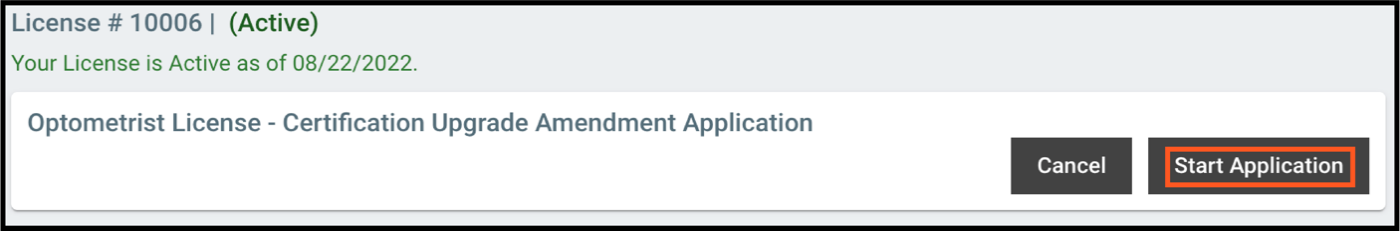 License # 10006 | (Active)
Your License is Active as of 08/22/2022.
Optometrist License - Certification Upgrade Amendment Application
Cancel
Start Application